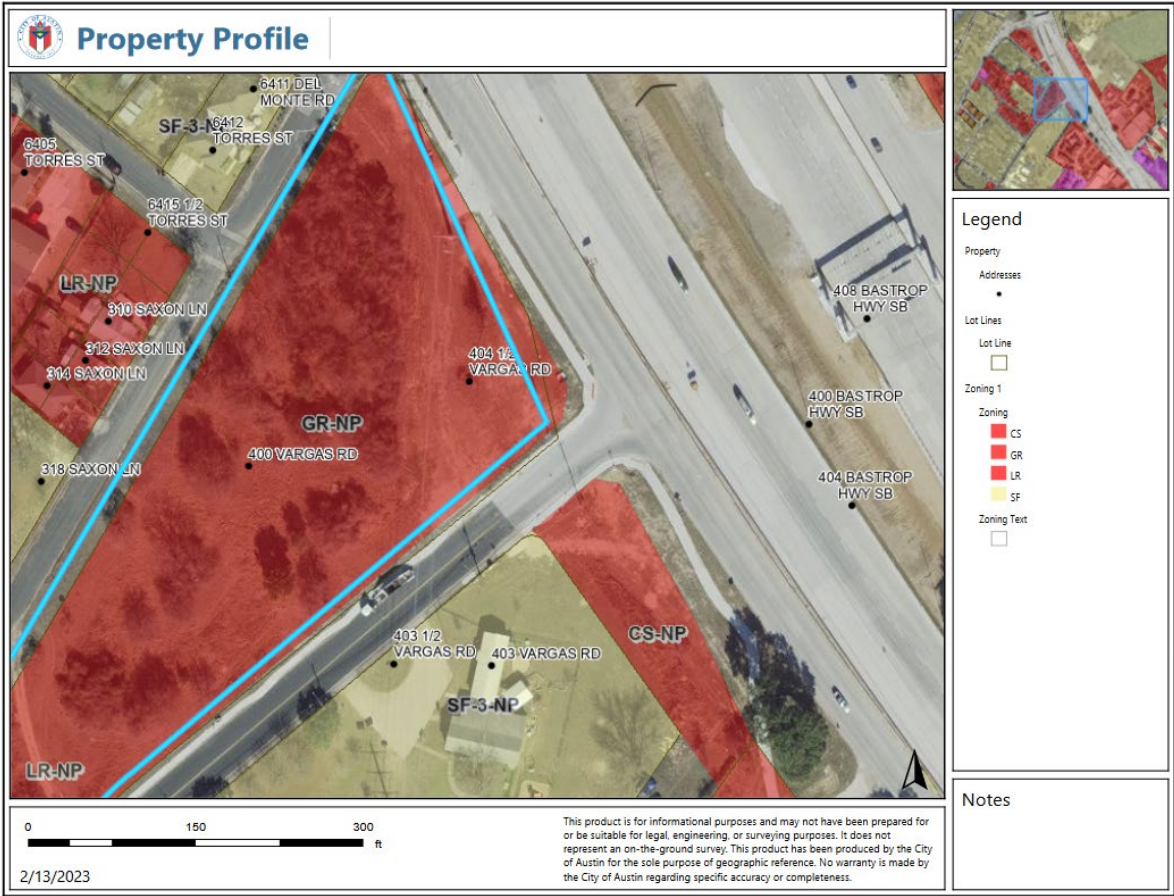 Property Profile
6411 DEL
MONTE RD
SF-3-NP
6412
TORRES ST
6405
TORRES ST
6415 1/2
TORRES ST
LR-NP
310 SAXON LN
312 SAXON LN
314 SAXON LN
318 SAXON LN
408 BASTROP
HWY SB
404 1/2
VARGAS RD
400 BASTROP
HWY SB
GR-NP
400 VARGAS RD
404 BASTROP
HWY SB
403 1/2
VARGAS RD
403 VARGAS RD
CS-NP
SF-3-NP
LR-NP
Legend
Property
Addresses
Lot Lines
Lot Line
Zoning 1
Zoning
CS
GR
LR
SF
Zoning Text
Notes
0 150 300
ft
2/13/2023
This product is for informational purposes and may not have been prepared for
or be suitable for legal, engineering, or surveying purposes. It does not
represent an on-the-ground survey. This product has been produced by the City
of Austin for the sole purpose of geographic reference. No warranty is made by
the City of Austin regarding specific accuracy or completeness.